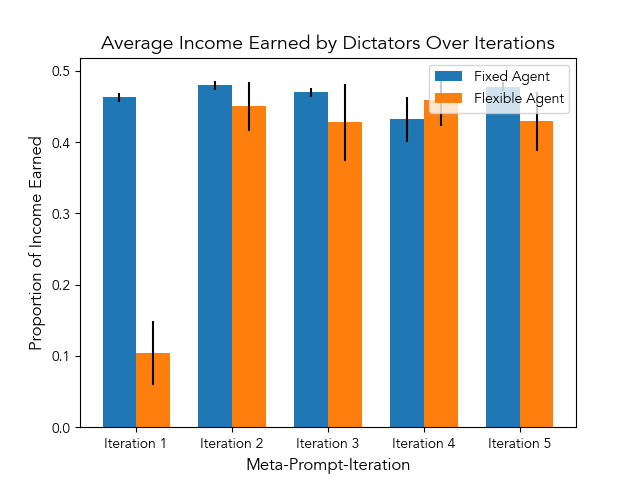 Average Income Earned by Dictators Over Iterations
Fixed Agent
Flexible Agent
0.5
0.4
0.3
0.2
0.1
0.0
Proportion of Income Earned
Iteration 1
Iteration 2
Iteration 3
Iteration 4
Iteration 5
Meta-Prompt-Iteration